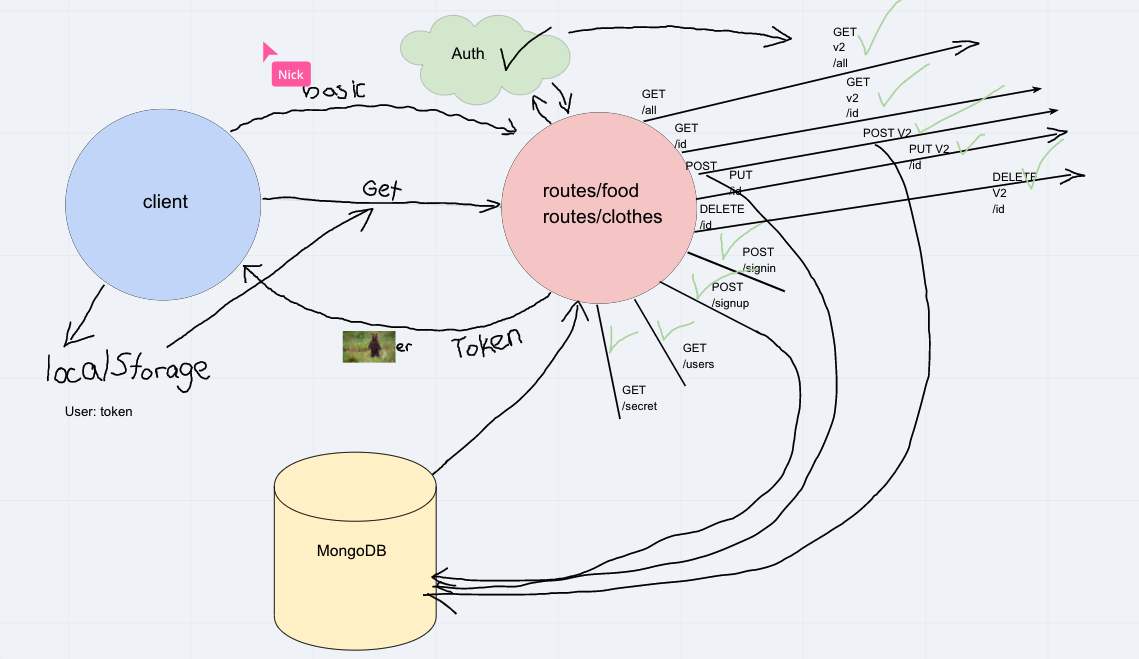 Nick
basic
Auth
client
Get
routes/food
routes/clothes
GET
/all
GET
v2
/all
GET
/id
GET
v2
/id
POST
POST V2
PUT
/id
PUT V2
/id
DELETE
/id
DELETE
V2
/id
POST
/signin
POST
/signup
GET
/users
GET
/secret
er
Token
localStorage
User: token
MongoDB